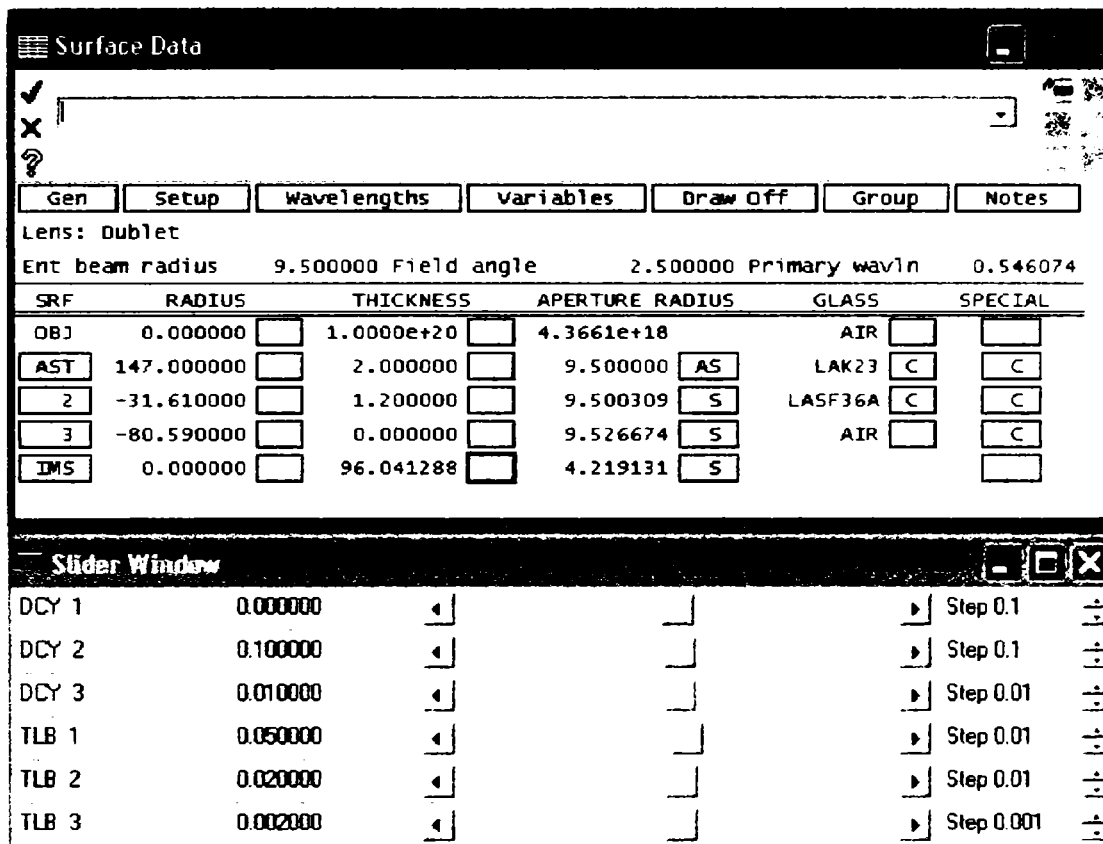 Surface Data
Gen Setup Wavelengths Variables Draw Off Group Notes
Lens: Dublet
Ent beam radius 9.500000 Field angle 2.500000 Primary wavln 0.546074
SRF RADIUS THICKNESS APERTURE RADIUS GLASS SPECIAL
OBJ 0.000000 1.0000e+20 4.3661e+18 AIR
AST 147.000000 2.000000 9.500000 AS LAK23 C C
2 -31.610000 1.200000 9.500309 S LASF36A C C
3 -80.590000 0.000000 9.526674 S AIR C
IMS 0.000000 96.041288 4.219131 S
Slider Window
DCY 1 0.000000 Step 0.1
DCY 2 0.100000 Step 0.1
DCY 3 0.010000 Step 0.01
TLB 1 0.050000 Step 0.01
TLB 2 0.020000 Step 0.01
TLB 3 0.002000 Step 0.001